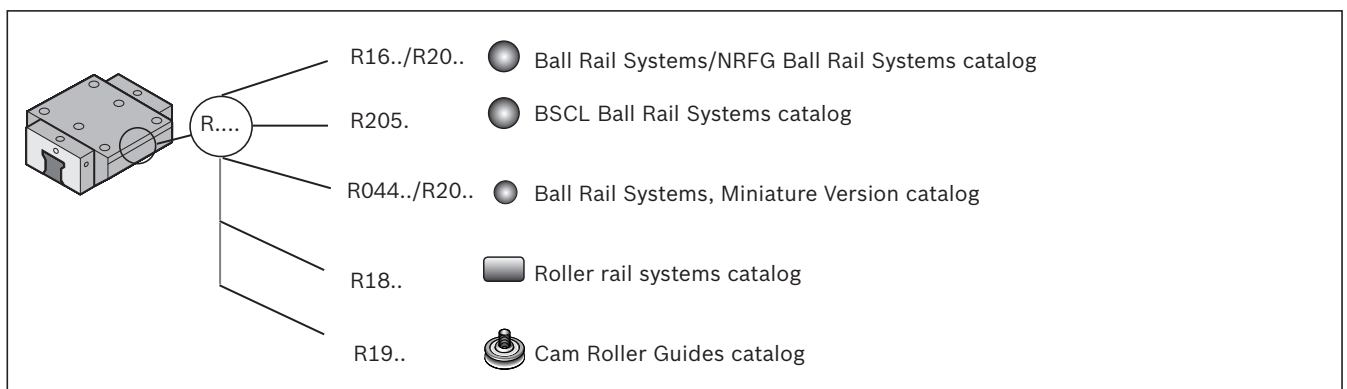 R16../R20.. Ball Rail Systems/NRFG Ball Rail Systems catalog
R.... R205. BSCL Ball Rail Systems catalog
R044../R20.. Ball Rail Systems, Miniature Version catalog
R18.. Roller rail systems catalog
R19.. Cam Roller Guides catalog